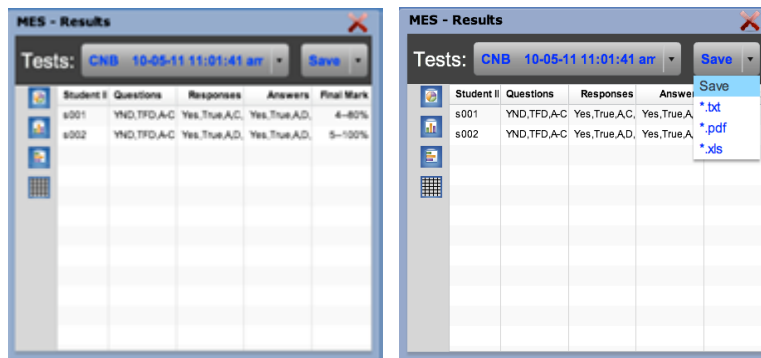 MES - Results
Tests: CNB 10-05-11 11:01:41 am Save
Student II Questions Responses Answers Final Mark
s001 YND,TFD,A-C Yes,True,A,C, Yes,True,A,D, 4--80%
s002 YND,TFD,A-C Yes,True,A,D, Yes,True,A,D, 5--100%
MES - Results
Tests: CNB 10-05-11 11:01:41 am Save
Student II Questions Responses Answe
s001 YND,TFD,A-C Yes,True,A,C, Yes,True,A
s002 YND,TFD,A-C Yes,True,A,D, Yes,True,A
Save
*.txt
*.pdf
*.xls